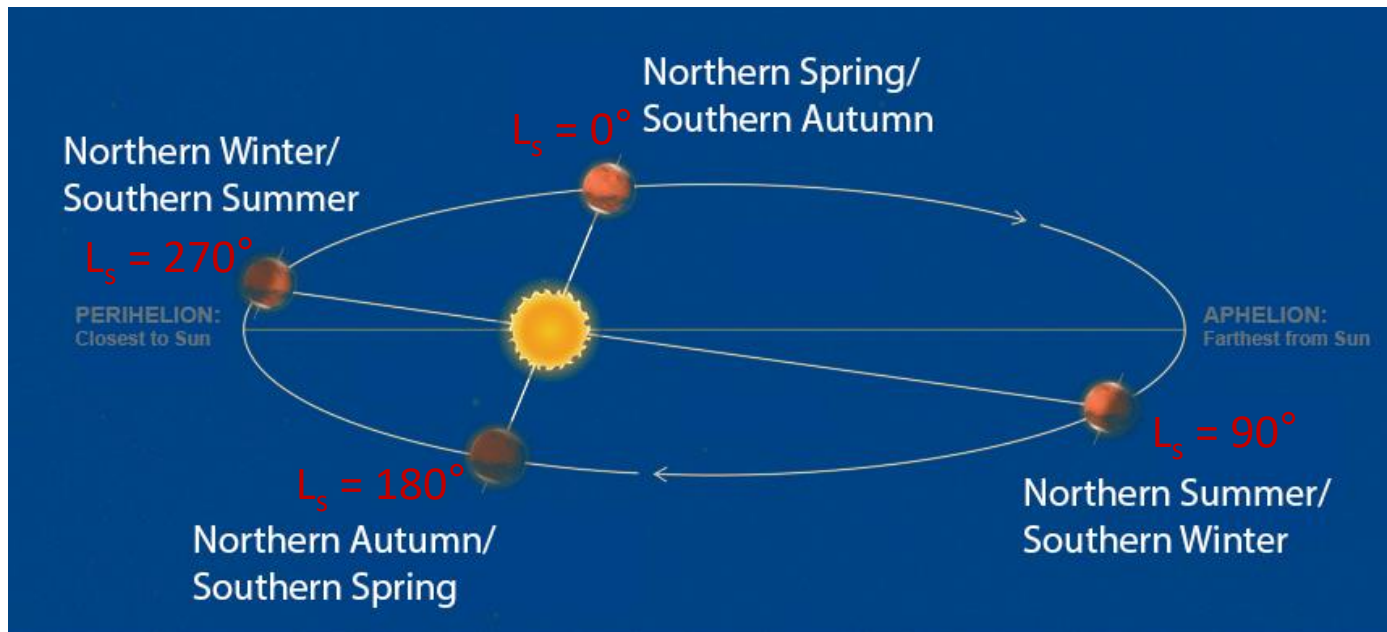 Northern Spring/
Southern Autumn
Lₛ = 0°
Northern Winter/
Southern Summer
Lₛ = 270°
PERIHELION:
Closest to Sun
APHELION:
Farthest from Sun
Lₛ = 90°
Northern Summer/
Southern Winter
Lₛ = 180°
Northern Autumn/
Southern Spring